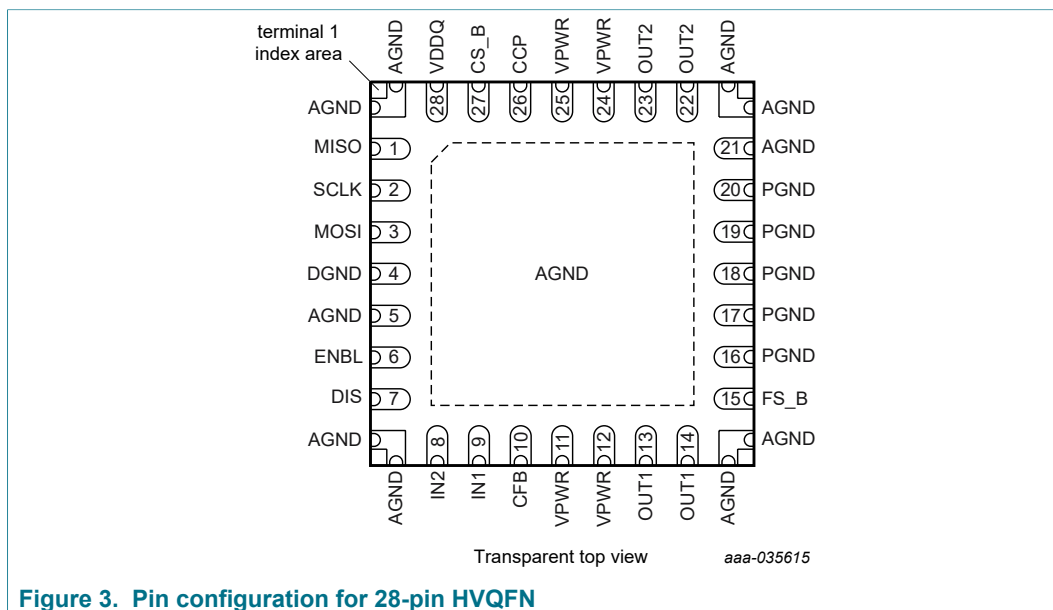 terminal 1
index area
AGND
VDDQ
CS_B
CCP
VPWR
VPWR
OUT2
OUT2
AGND
28
27
26
25
24
23
22
AGND
AGND
MISO
1
21
AGND
SCLK
2
20
PGND
MOSI
3
19
PGND
DGND
4
AGND
18
PGND
AGND
5
17
PGND
ENBL
6
16
PGND
DIS
7
15
FS_B
AGND
AGND
8
9
10
11
12
13
14
AGND
IN2
IN1
CFB
VPWR
VPWR
OUT1
OUT1
AGND
Transparent top view
aaa-035615
Figure 3. Pin configuration for 28-pin HVQFN